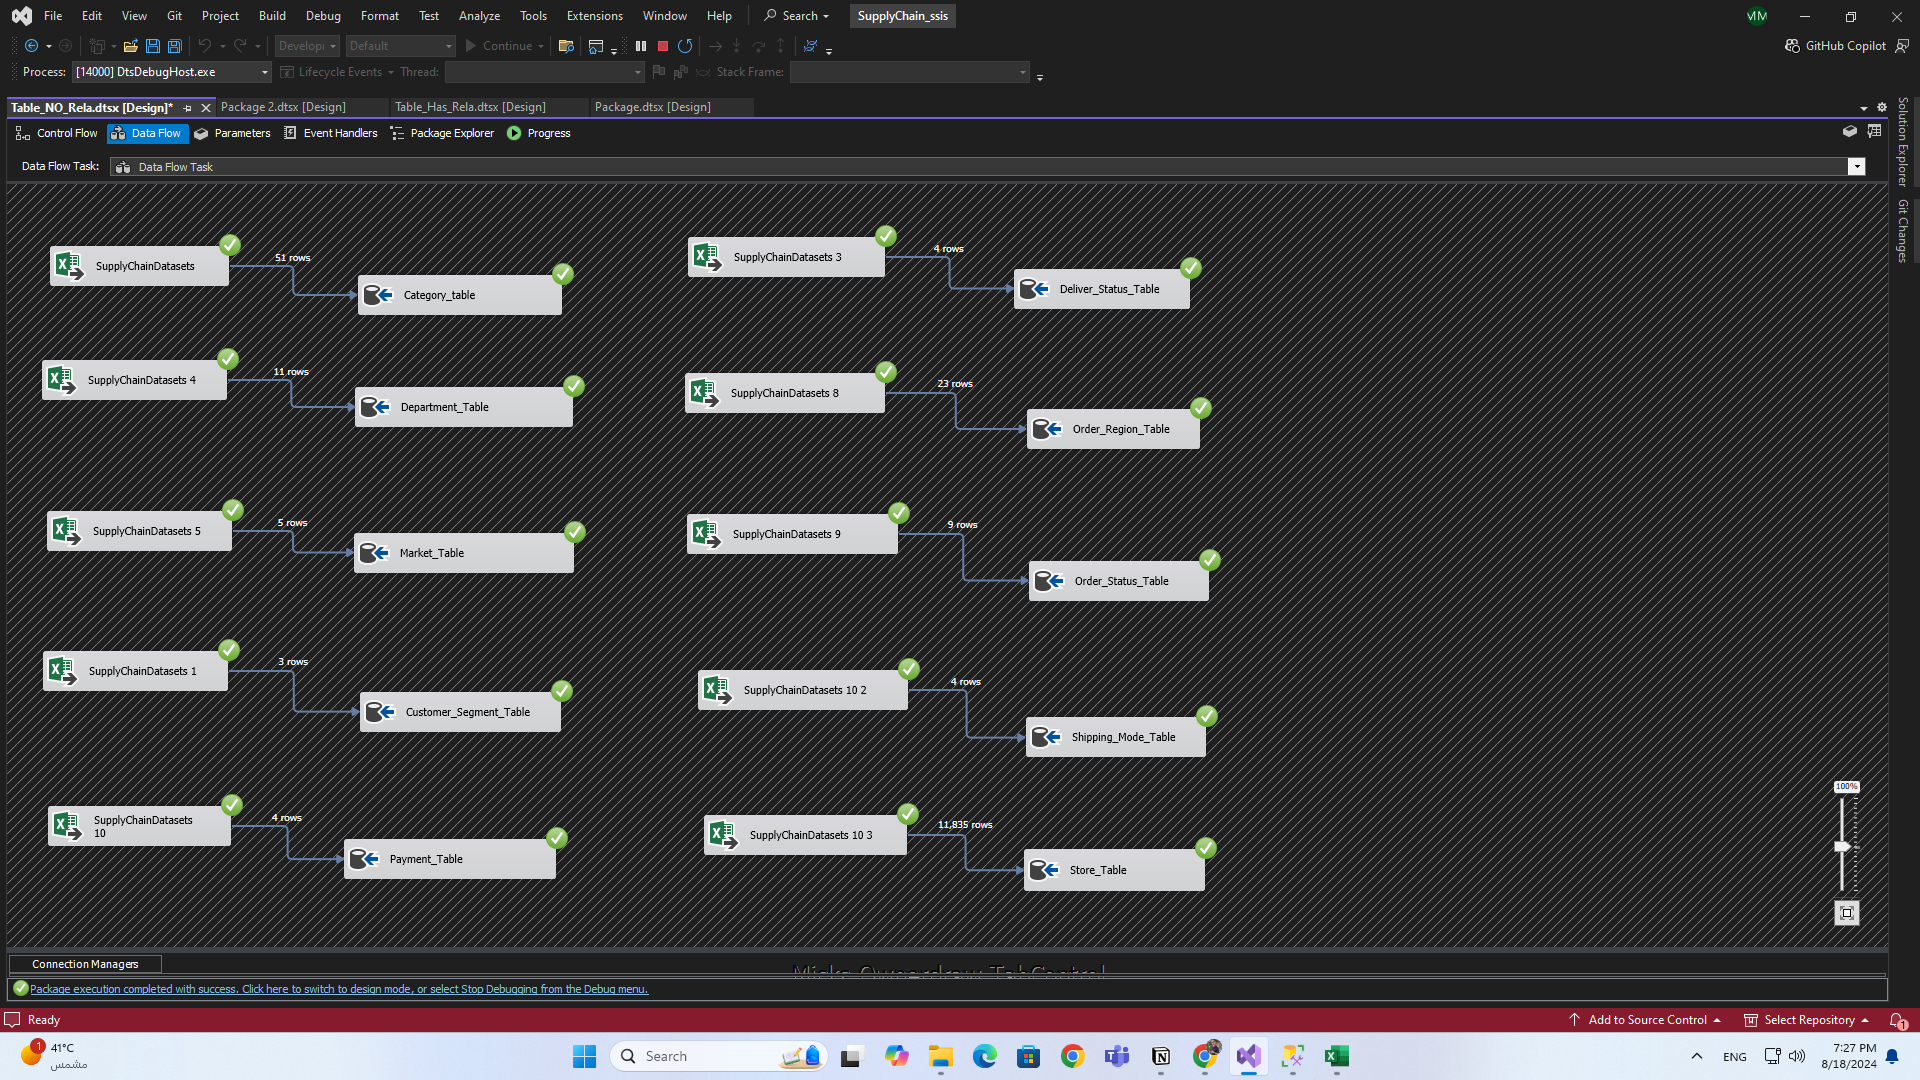 File Edit View Git Project Build Debug Format Test Analyze Tools Extensions Window Help Search SupplyChain_ssis MM
Develop Default Continue GitHub Copilot
Process: [14000] DtsDebugHost.exe Lifecycle Events Thread: Stack Frame:
Table_NO_Rela.dtsx [Design]* Package 2.dtsx [Design] Table_Has_Rela.dtsx [Design] Package.dtsx [Design]
Control Flow Data Flow Parameters Event Handlers Package Explorer Progress
Data Flow Task: Data Flow Task
Solution Explorer
Git Changes
SupplyChainDatasets
51 rows
Category_table
SupplyChainDatasets 3
4 rows
Deliver_Status_Table
SupplyChainDatasets 4
11 rows
Department_Table
SupplyChainDatasets 8
23 rows
Order_Region_Table
SupplyChainDatasets 5
5 rows
Market_Table
SupplyChainDatasets 9
9 rows
Order_Status_Table
SupplyChainDatasets 1
3 rows
Customer_Segment_Table
SupplyChainDatasets 10 2
4 rows
Shipping_Mode_Table
SupplyChainDatasets
10
4 rows
Payment_Table
SupplyChainDatasets 10 3
11,835 rows
Store_Table
100%
Connection Managers
Package execution completed with success. Click here to switch to design mode, or select Stop Debugging from the Debug menu.
Ready Add to Source Control Select Repository 1
1 41°C
مشمس
Search
ENG
7:27 PM
8/18/2024